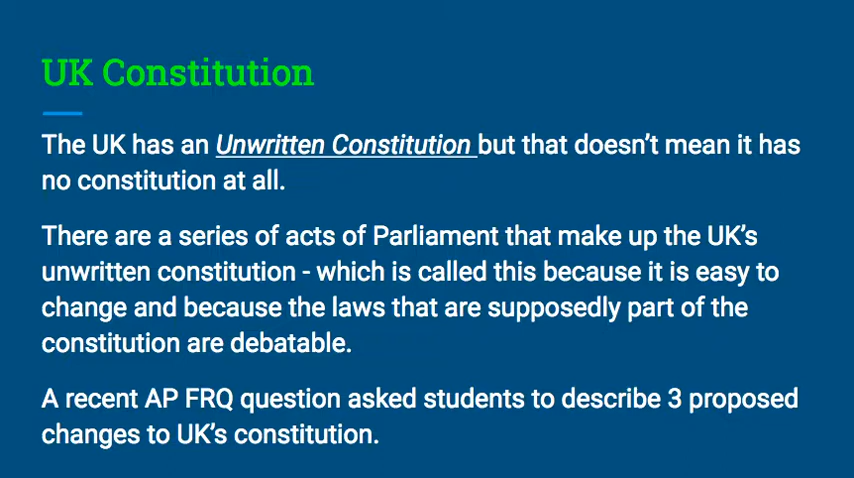 UK Constitution
The UK has an Unwritten Constitution but that doesn't mean it has
no constitution at all.
There are a series of acts of Parliament that make up the UK's
unwritten constitution - which is called this because it is easy to
change and because the laws that are supposedly part of the
constitution are debatable.
A recent AP FRQ question asked students to describe 3 proposed
changes to UK's constitution.